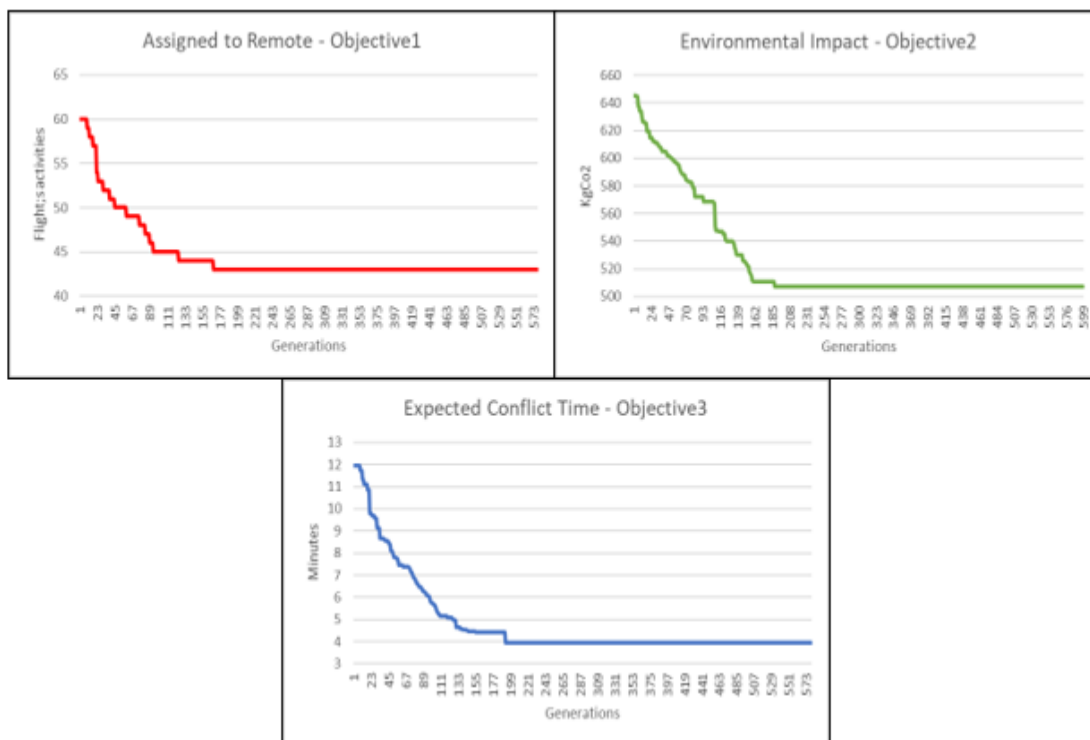 Assigned to Remote - Objective1
65
60
55
50
45
40
Flight;s activities
1 23 45 67 89 111 133 155 177 199 221 243 265 287 309 331 353 375 397 419 441 463 485 507 529 551 573
Generations
Environmental Impact - Objective2
660
640
620
600
580
560
540
520
500
KgCo2
1 24 47 70 93 116 139 162 185 208 231 254 277 300 323 346 369 392 415 438 461 484 507 530 553 576 599
Generations
Expected Conflict Time - Objective3
13
12
11
10
9
8
7
6
5
4
3
Minutes
1 23 45 67 89 111 133 155 177 199 221 243 265 287 309 331 353 375 397 419 441 463 485 507 529 551 573
Generations